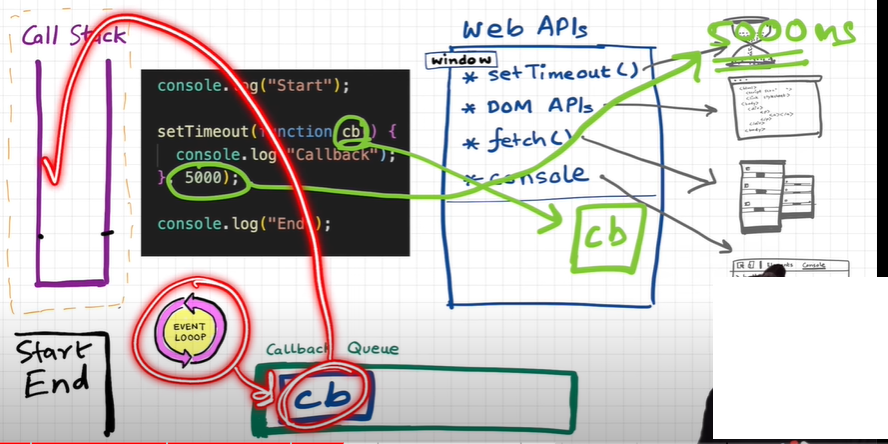 Call Stack
console.log("Start");
setTimeout(function cb() {
console.log("Callback");
}, 5000);
console.log("End");
Web APIs
window
* setTimeout()
* DOM APIs
* fetch()
* console
cb
5000ms
Console
EVENT
LOOOP
Callback Queue
cb
Start
End